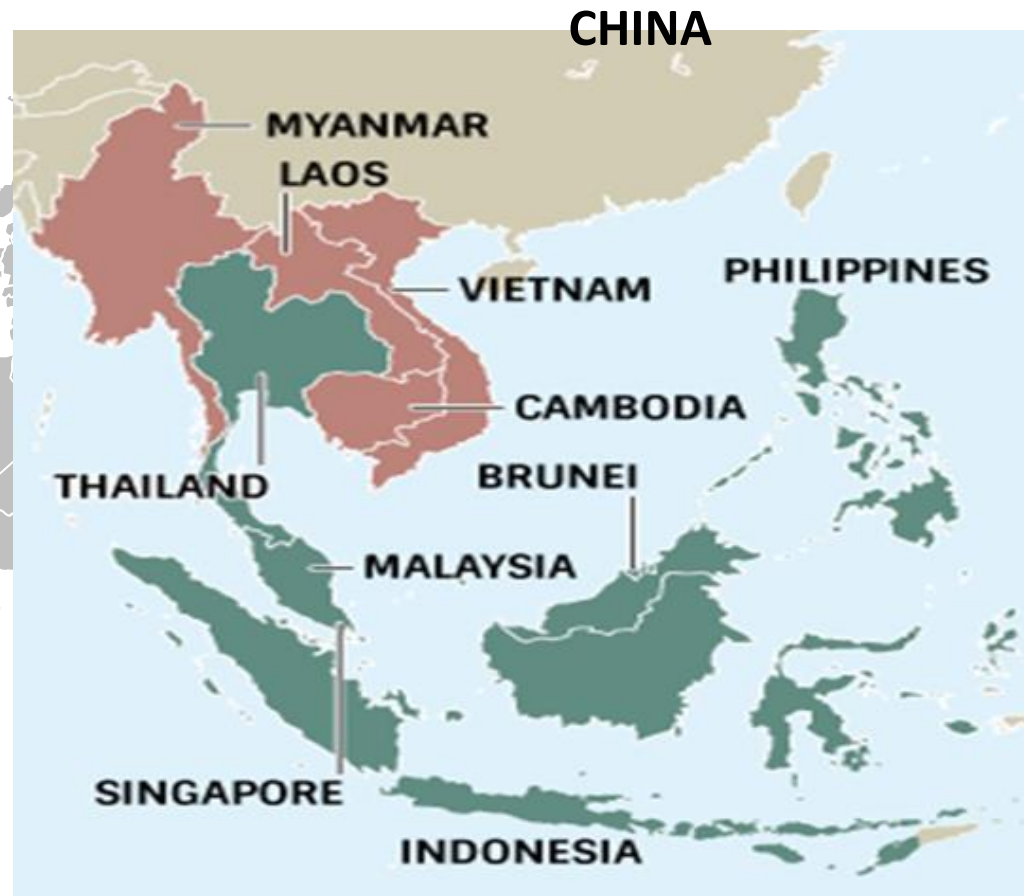 CHINA
MYANMAR
LAOS
PHILIPPINES
VIETNAM
CAMBODIA
BRUNEI
THAILAND
MALAYSIA
SINGAPORE
INDONESIA